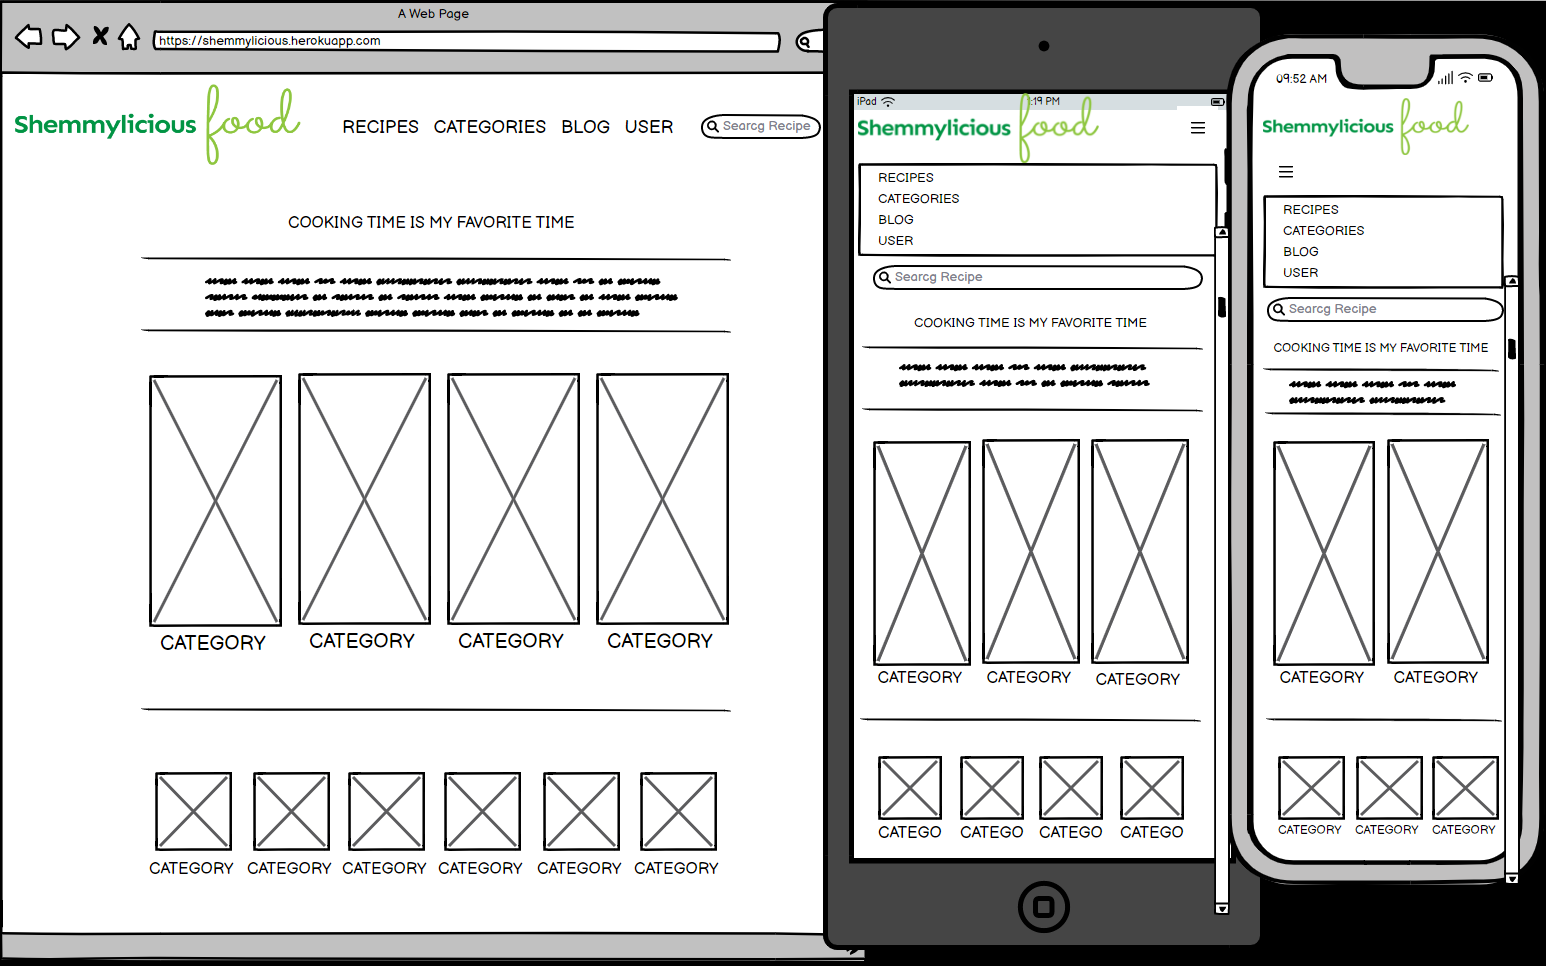 A Web Page
https://shemmylicious.herokuapp.com
Shemmylicious food
RECIPES CATEGORIES BLOG USER
Searcg Recipe
COOKING TIME IS MY FAVORITE TIME
CATEGORY CATEGORY CATEGORY CATEGORY
CATEGORY CATEGORY CATEGORY CATEGORY CATEGORY CATEGORY
iPad :19 PM
Shemmylicious food
RECIPES
CATEGORIES
BLOG
USER
Searcg Recipe
COOKING TIME IS MY FAVORITE TIME
CATEGORY CATEGORY CATEGORY
CATEGO CATEGO CATEGO CATEGO
09:52 AM
Shemmylicious food
RECIPES
CATEGORIES
BLOG
USER
Searcg Recipe
COOKING TIME IS MY FAVORITE TIME
CATEGORY CATEGORY
CATEGORY CATEGORY CATEGORY